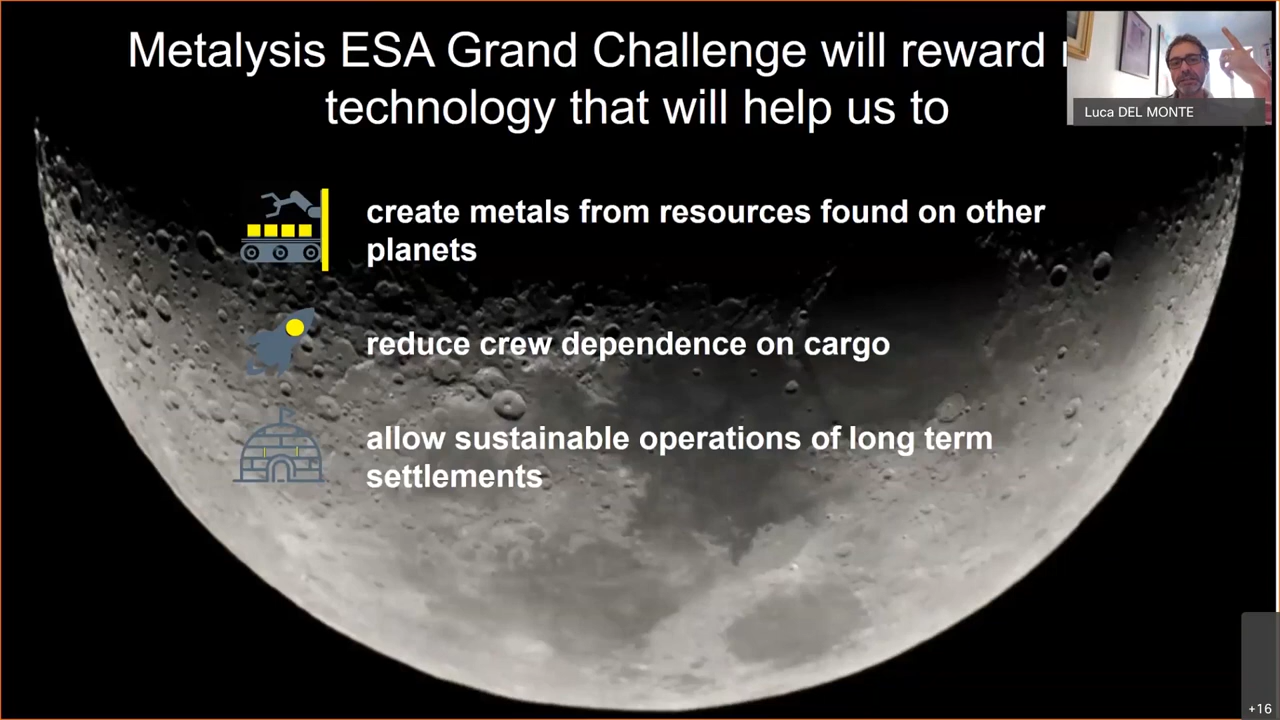 Metalysis ESA Grand Challenge will reward
technology that will help us to
Luca DEL MONTE
create metals from resources found on other
planets
reduce crew dependence on cargo
allow sustainable operations of long term
settlements
+16